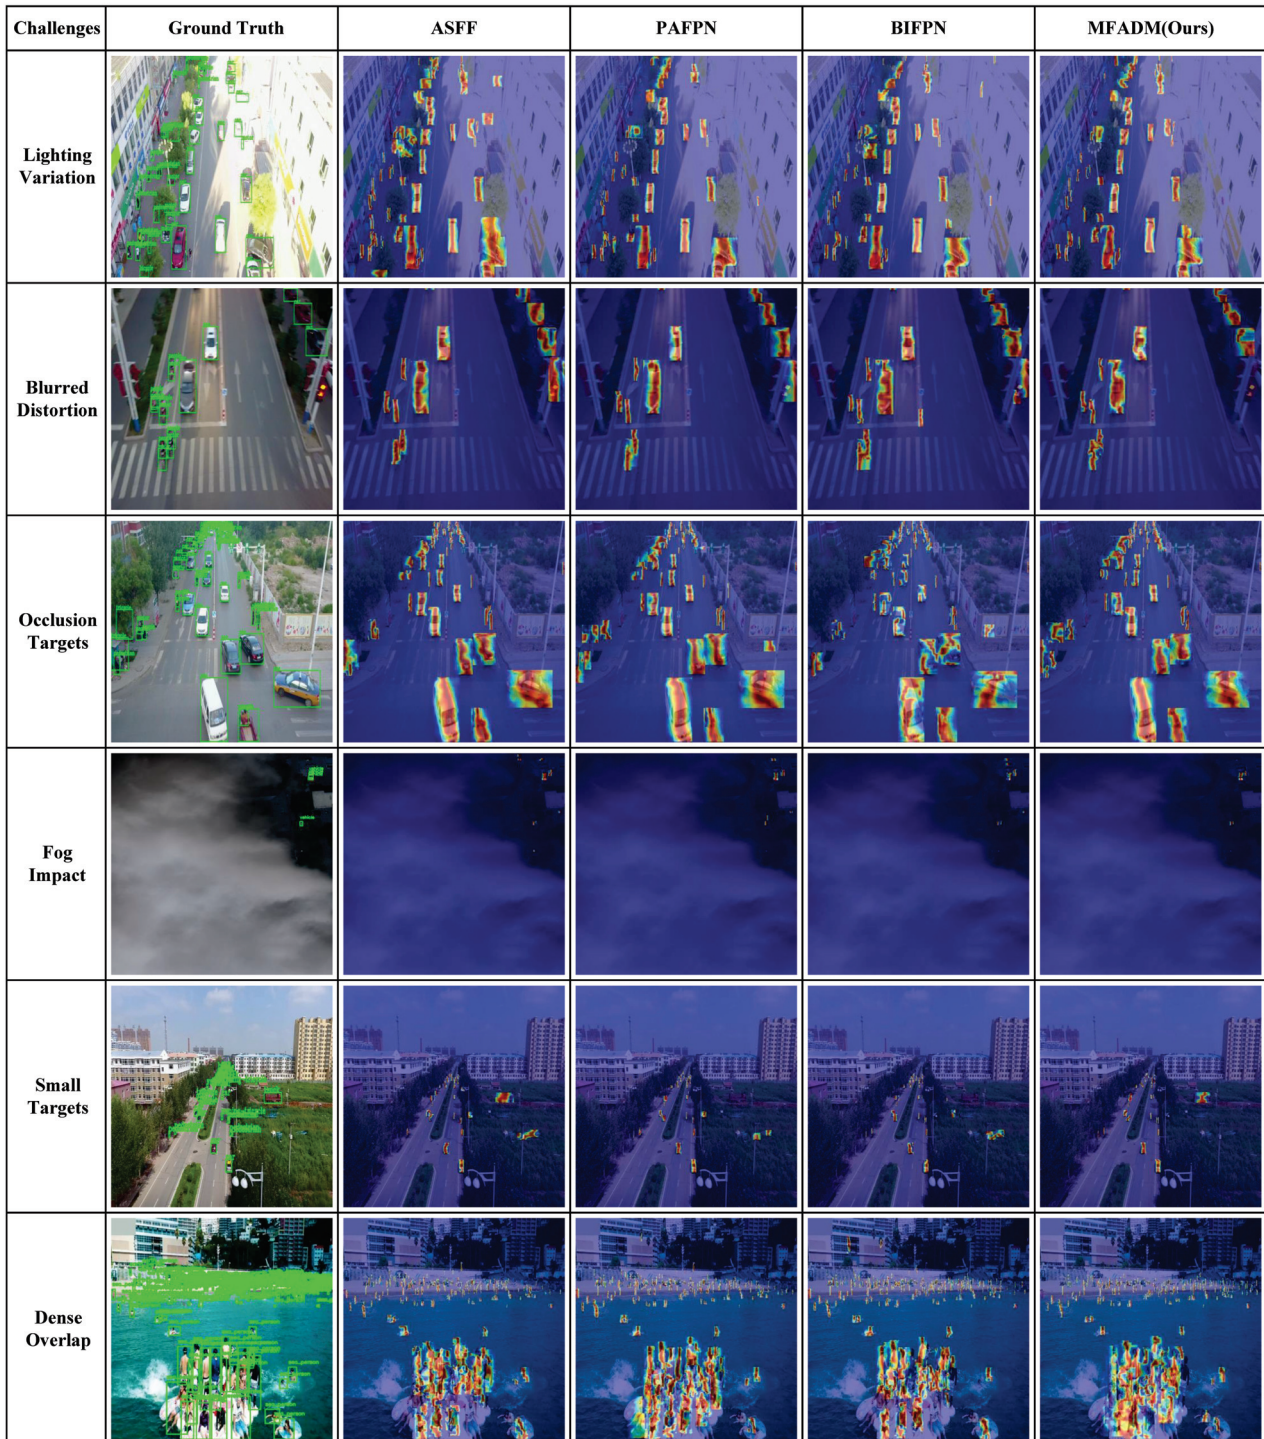 Challenges Ground Truth ASFF PAFPN BIFPN MFADM(Ours)
Lighting
Variation
Blurred
Distortion
Occlusion
Targets
Fog
Impact
Small
Targets
Dense
Overlap